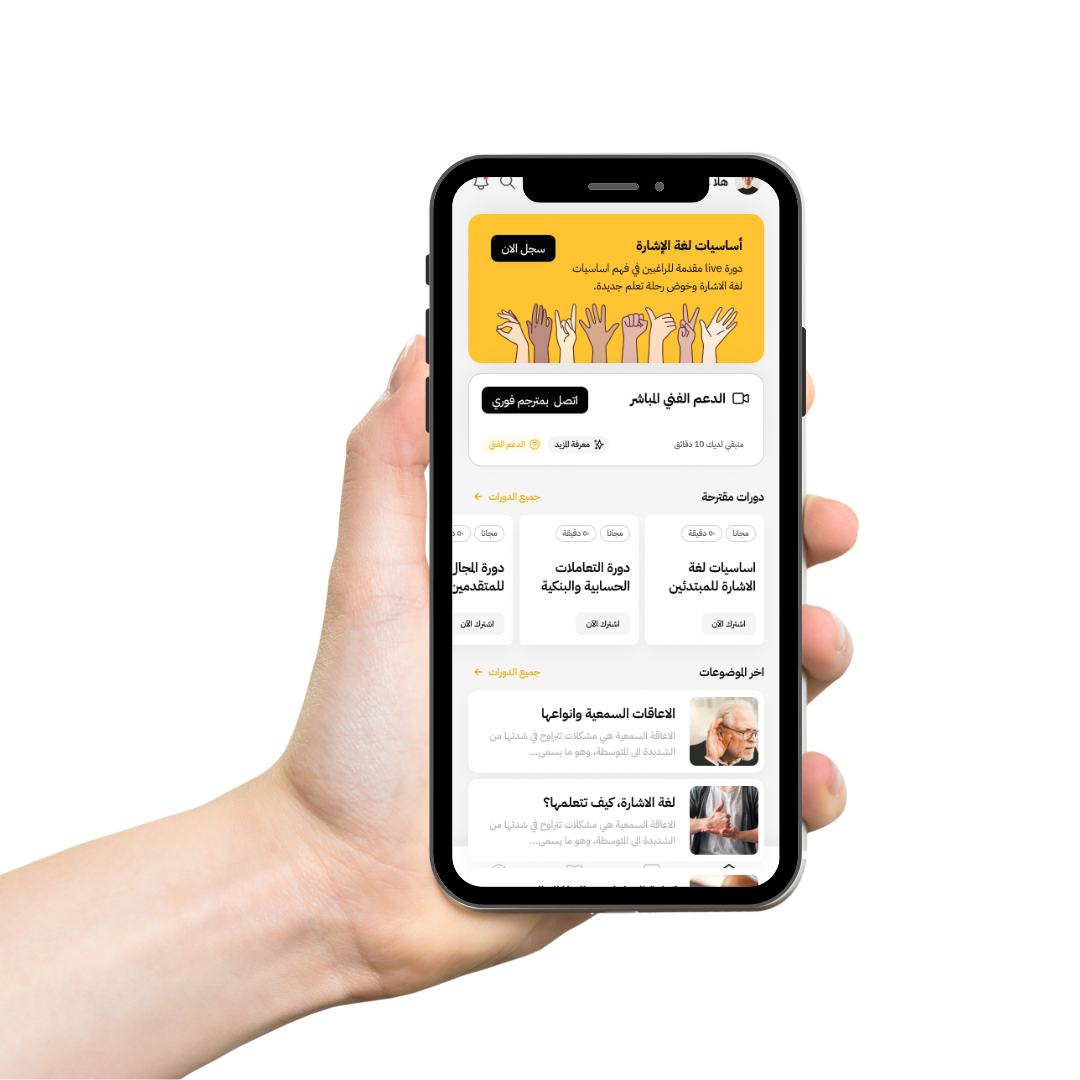 هلا
أساسيات لغة الإشارة
سجل الان
دورة live مقدمة للراغبين في فهم اساسيات
لغة الاشارة وخوض رحلة تعلم جديدة.
الدعم الفني المباشر
اتصل بمترجم فوري
متبقي لديك 10 دقائق
معرفة المزيد
الدعم الفني
دورات مقترحة
جميع الدورات
مجانا
٥٠ دقيقة
مجانا
٥٠ دقيقة
مجانا
اساسيات لغة
الاشارة للمبتدئين
دورة التعاملات
الحسابية والبنكية
دورة المجال
للمتقدمين
اشترك الآن
اشترك الآن
اشترك الآن
اخر الموضوعات
جميع الدورات
الاعاقات السمعية وانواعها
الاعاقة السمعية هي مشكلات تتراوح في شدتها من
الشديدة الى المتوسطة، وهو ما يسمى...
لغة الاشارة، كيف تتعلمها؟
الاعاقة السمعية هي مشكلات تتراوح في شدتها من
الشديدة الى المتوسطة، وهو ما يسمى...